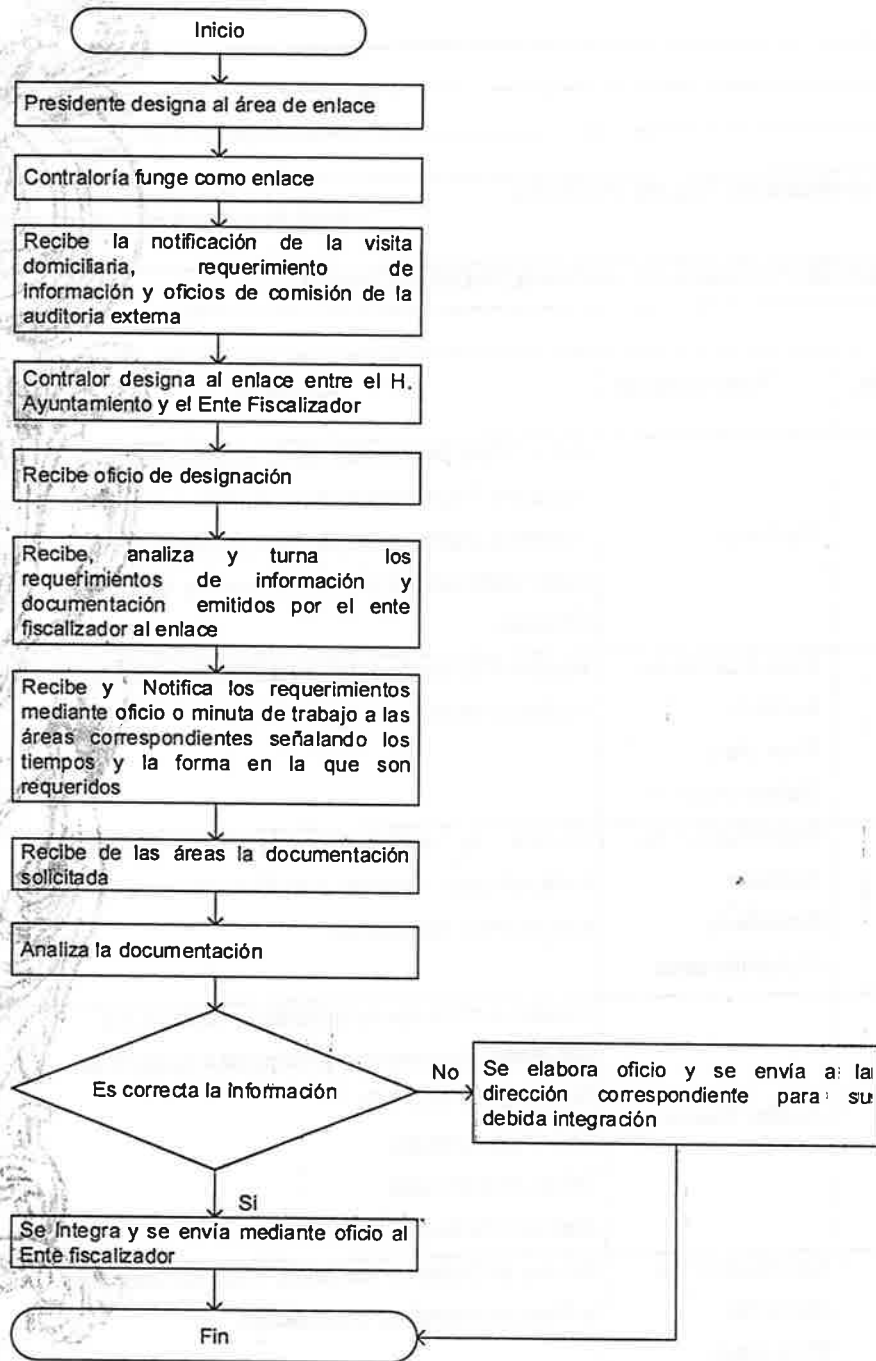 Inicio
Presidente designa al área de enlace
Contraloría funge como enlace
Recibe la notificación de la visita
domiciliaria, requerimiento de
información y oficios de comisión de la
auditoria externa
Contralor designa al enlace entre el H.
Ayuntamiento y el Ente Fiscalizador
Recibe oficio de designación
Recibe, analiza y turna los
requerimientos de información y
documentación emitidos por el ente
fiscalizador al enlace
Recibe y Notifica los requerimientos
mediante oficio o minuta de trabajo a las
áreas correspondientes señalando los
tiempos y la forma en la que son
requeridos
Recibe de las áreas la documentación
solicitada
Analiza la documentación
Es correcta la información
No
Se elabora oficio y se envía a la
dirección correspondiente para su
debida integración
Si
Se Integra y se envía mediante oficio al
Ente fiscalizador
Fin